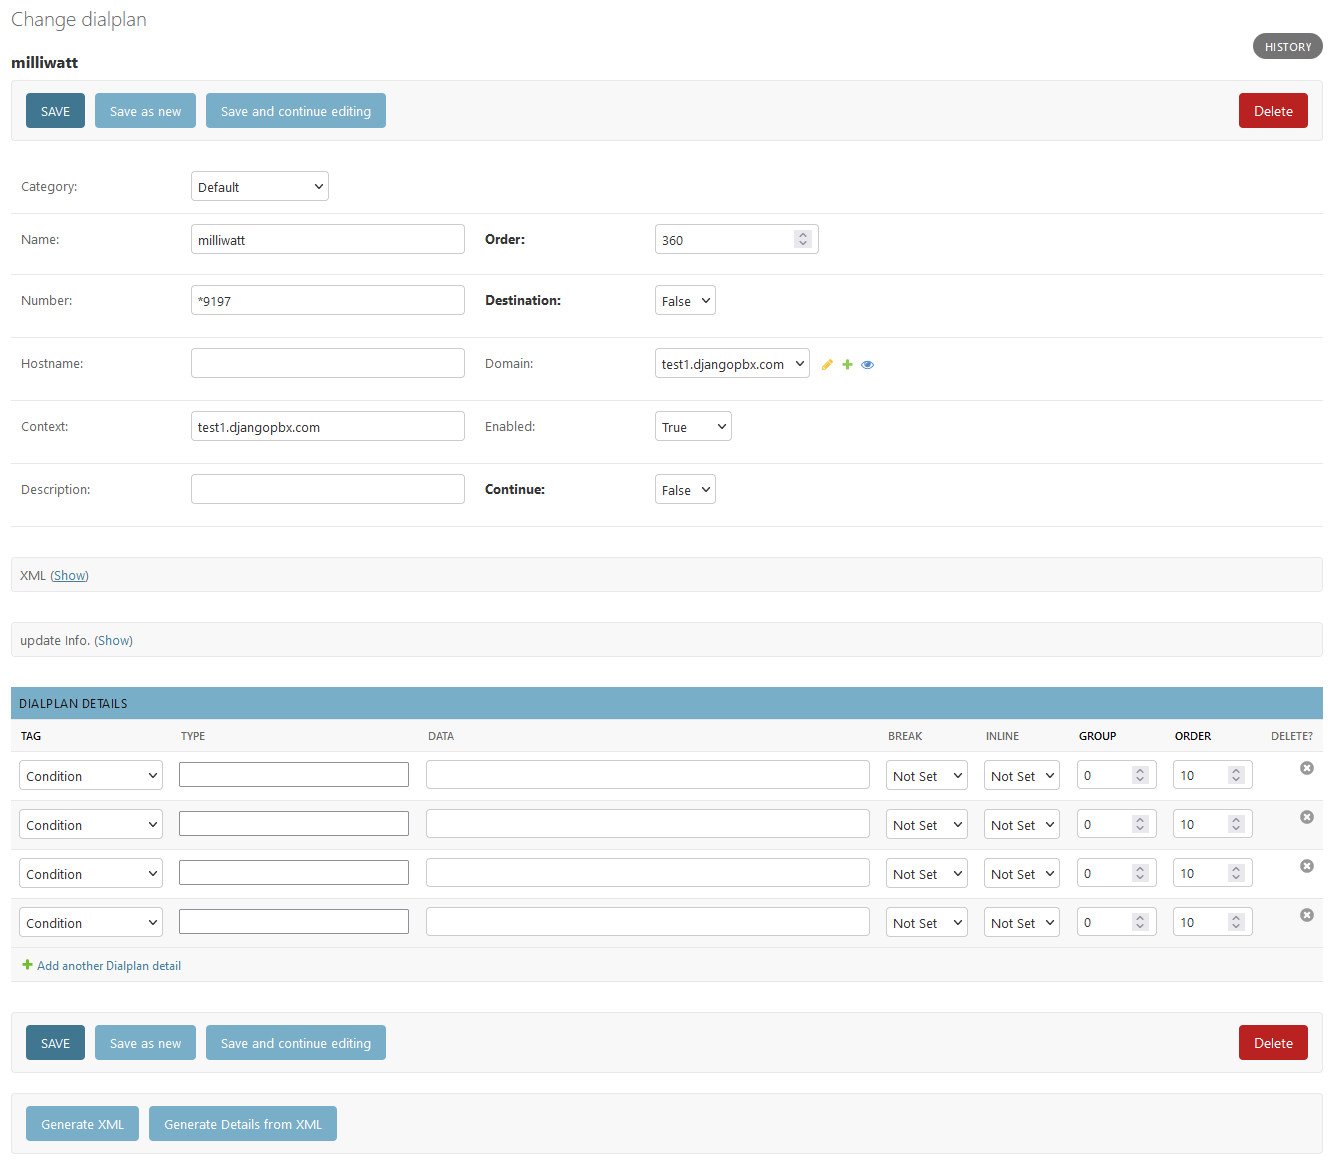 Change dialplan
HISTORY
milliwatt
SAVE Save as new Save and continue editing Delete
Category: Default
Name: milliwatt Order: 360
Number: *9197 Destination: False
Hostname: Domain: test1.djangopbx.com
Context: test1.djangopbx.com Enabled: True
Description: Continue: False
XML (Show)
update Info. (Show)
DIALPLAN DETAILS
TAG TYPE DATA BREAK INLINE GROUP ORDER DELETE?
Condition Not Set Not Set 0 10
Condition Not Set Not Set 0 10
Condition Not Set Not Set 0 10
Condition Not Set Not Set 0 10
Add another Dialplan detail
SAVE Save as new Save and continue editing Delete
Generate XML Generate Details from XML